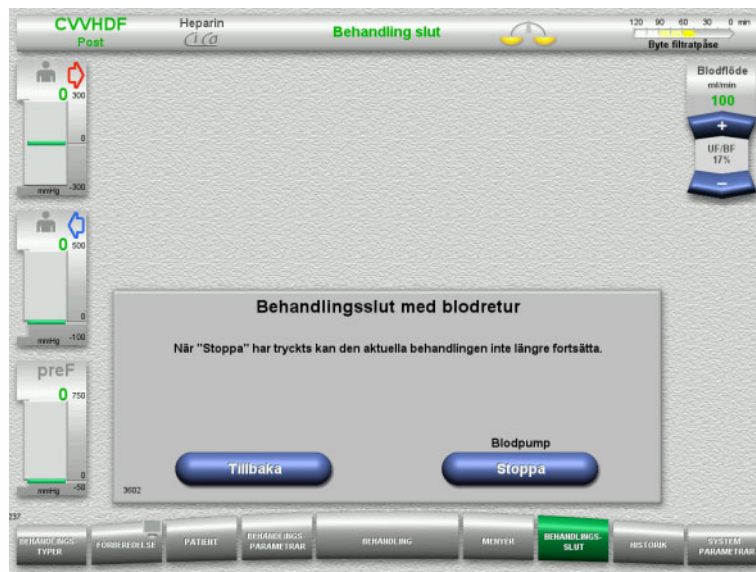 CVVHDF
Post
Heparin
CiCa
Behandling slut
120 90 60 30 0 min
Byte filtratpåse
0
300
0
mmHg -300
0
500
0
mmHg -100
preF
0
750
0
mmHg -50
Blodflöde
ml/min
100
+
UF/BF
17%
–
Behandlingsslut med blodretur
När "Stoppa" har tryckts kan den aktuella behandlingen inte längre fortsätta.
Blodpump
Tillbaka
Stoppa
3602
237
BEHANDLINGS-
TYPER
FÖRBEREDELSE
PATIENT
BEHANDLINGS-
PARAMETRAR
BEHANDLING
MENYER
BEHANDLINGS-
SLUT
HISTORIK
SYSTEM
PARAMETRAR